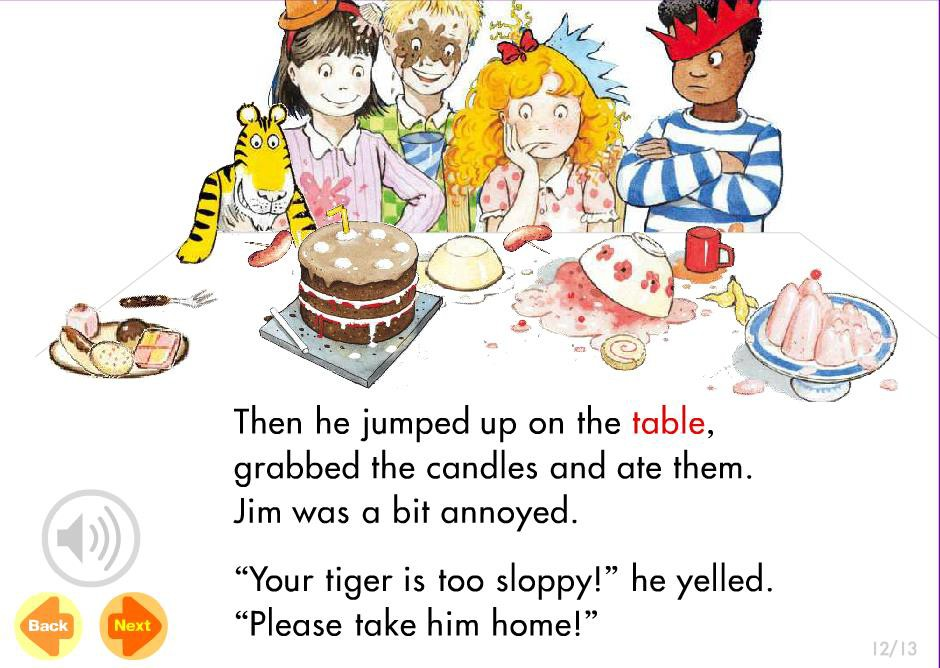 Then he jumped up on the table,
grabbed the candles and ate them.
Jim was a bit annoyed.
“Your tiger is too sloppy!” he yelled.
“Please take him home!”
Back
Next
12/13